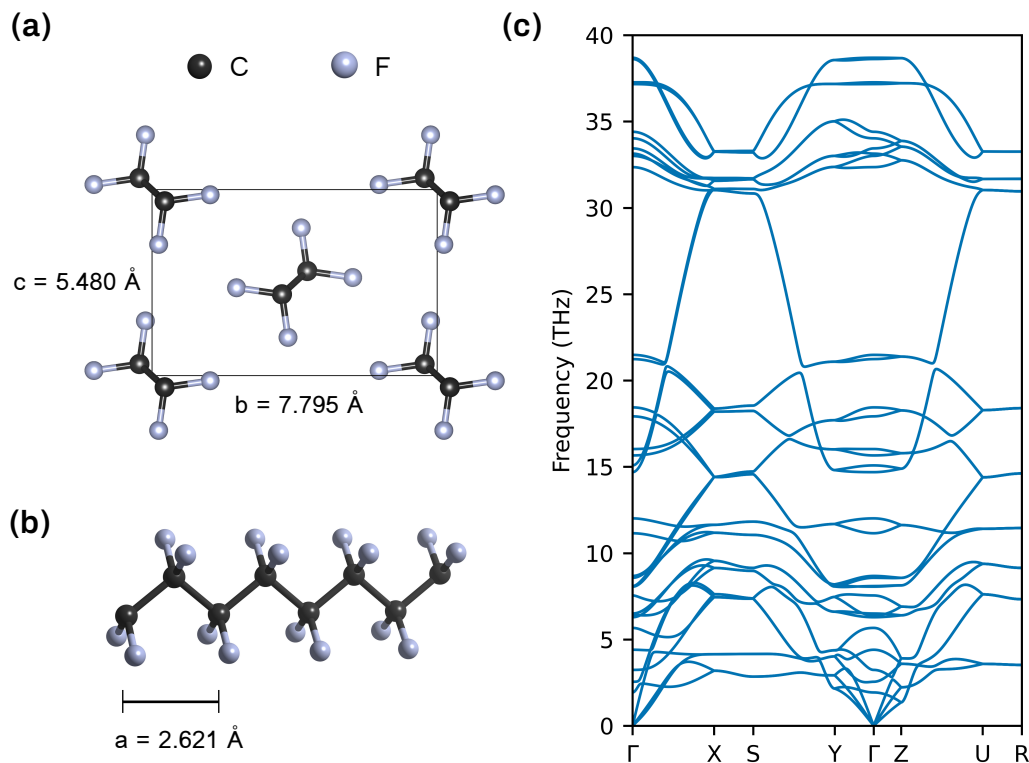 (a)
C
F
c = 5.480 Å
b = 7.795 Å
(b)
a = 2.621 Å
(c)
Frequency (THz)
40
35
30
25
20
15
10
5
0
Γ X S Y Γ Z U R